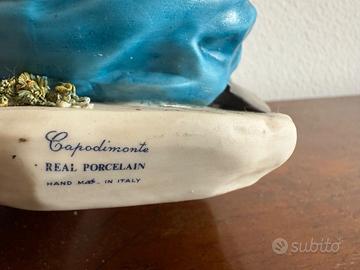 Capodimonte
REAL PORCELAIN
HAND MADE IN ITALY
subito